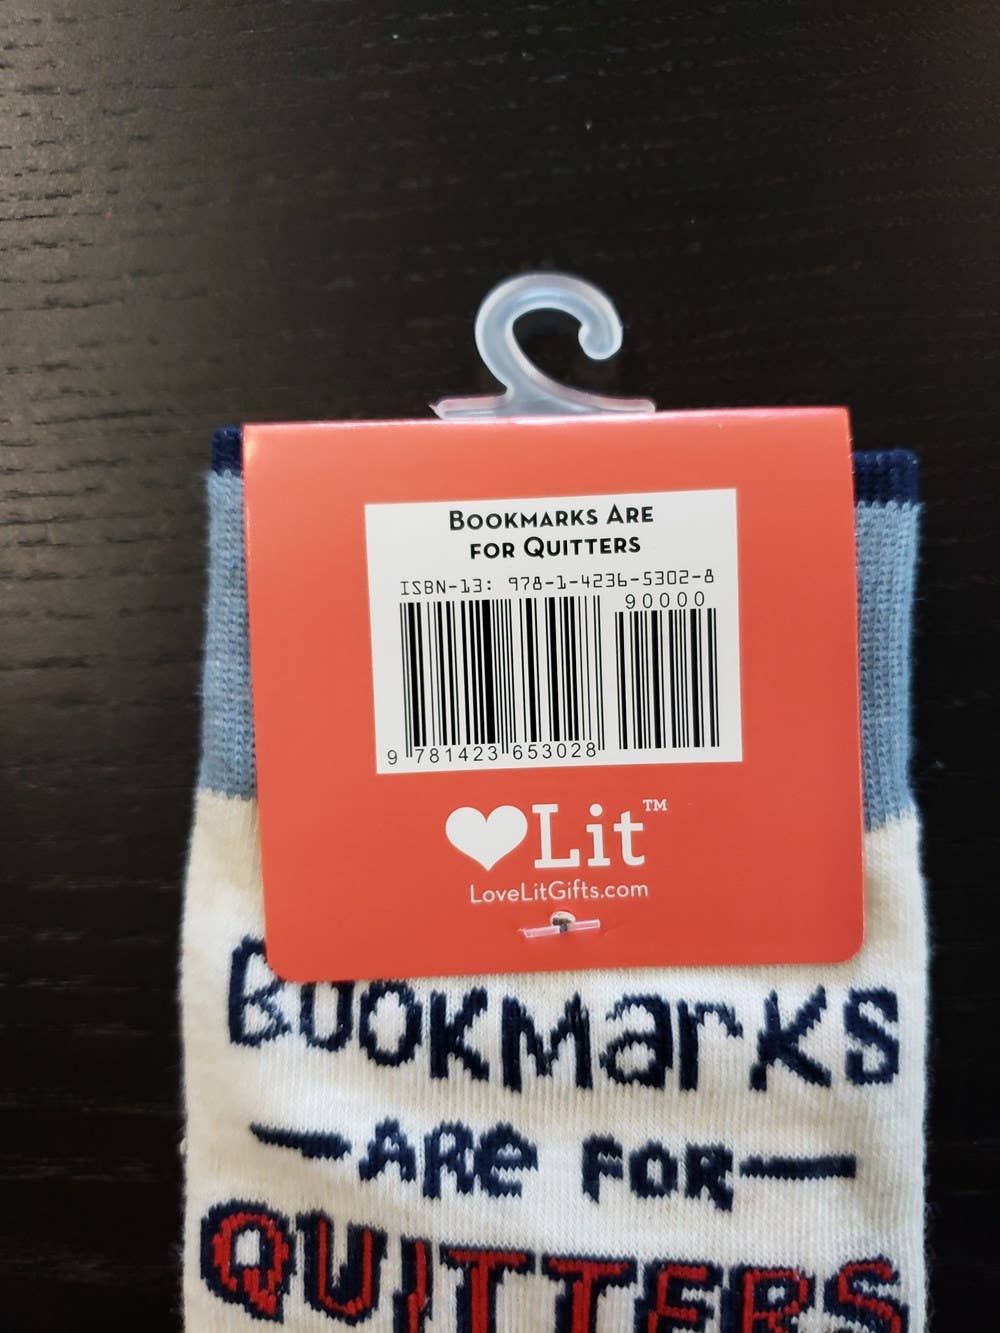 Bookmarks Are
for Quitters
ISBN-13: 978-1-4236-5302-8
90000
9 781423 653028
Lit™
LoveLitGifts.com
BOOKMarKS
— ARe FOR —
QUITTERS